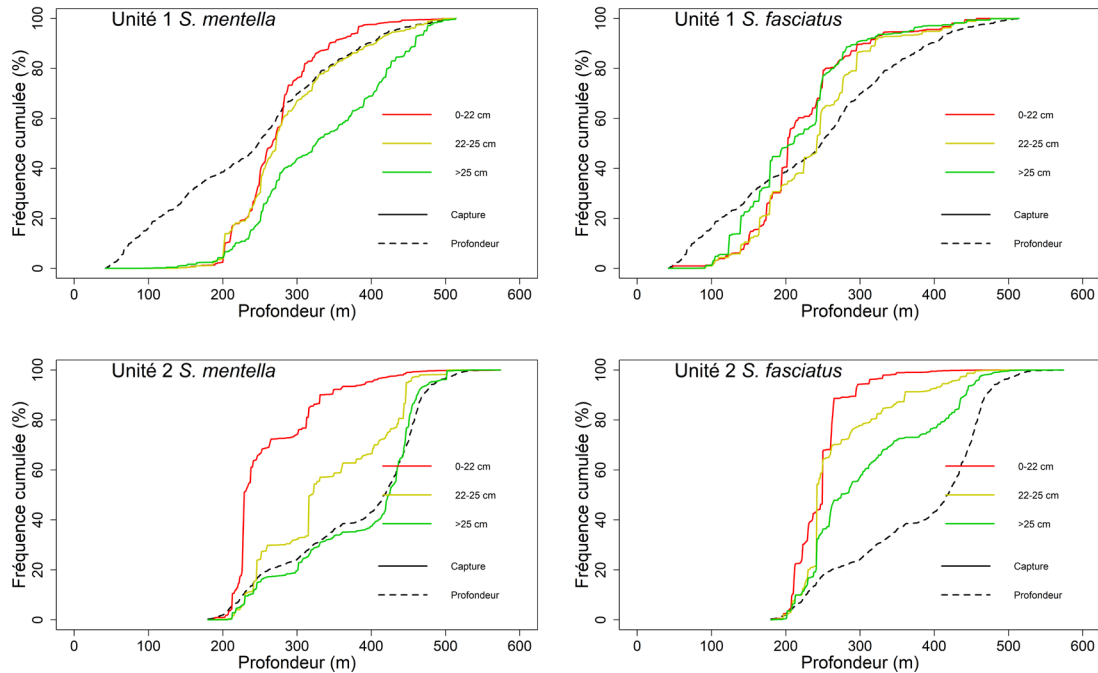 Unité 1 S. mentella
Fréquence cumulée (%)
0 20 40 60 80 100
0-22 cm
22-25 cm
>25 cm
Capture
Profondeur
0 100 200 300 400 500 600
Profondeur (m)
Unité 1 S. fasciatus
Fréquence cumulée (%)
0 20 40 60 80 100
0-22 cm
22-25 cm
>25 cm
Capture
Profondeur
0 100 200 300 400 500 600
Profondeur (m)
Unité 2 S. mentella
Fréquence cumulée (%)
0 20 40 60 80 100
0-22 cm
22-25 cm
>25 cm
Capture
Profondeur
0 100 200 300 400 500 600
Profondeur (m)
Unité 2 S. fasciatus
Fréquence cumulée (%)
0 20 40 60 80 100
0-22 cm
22-25 cm
>25 cm
Capture
Profondeur
0 100 200 300 400 500 600
Profondeur (m)